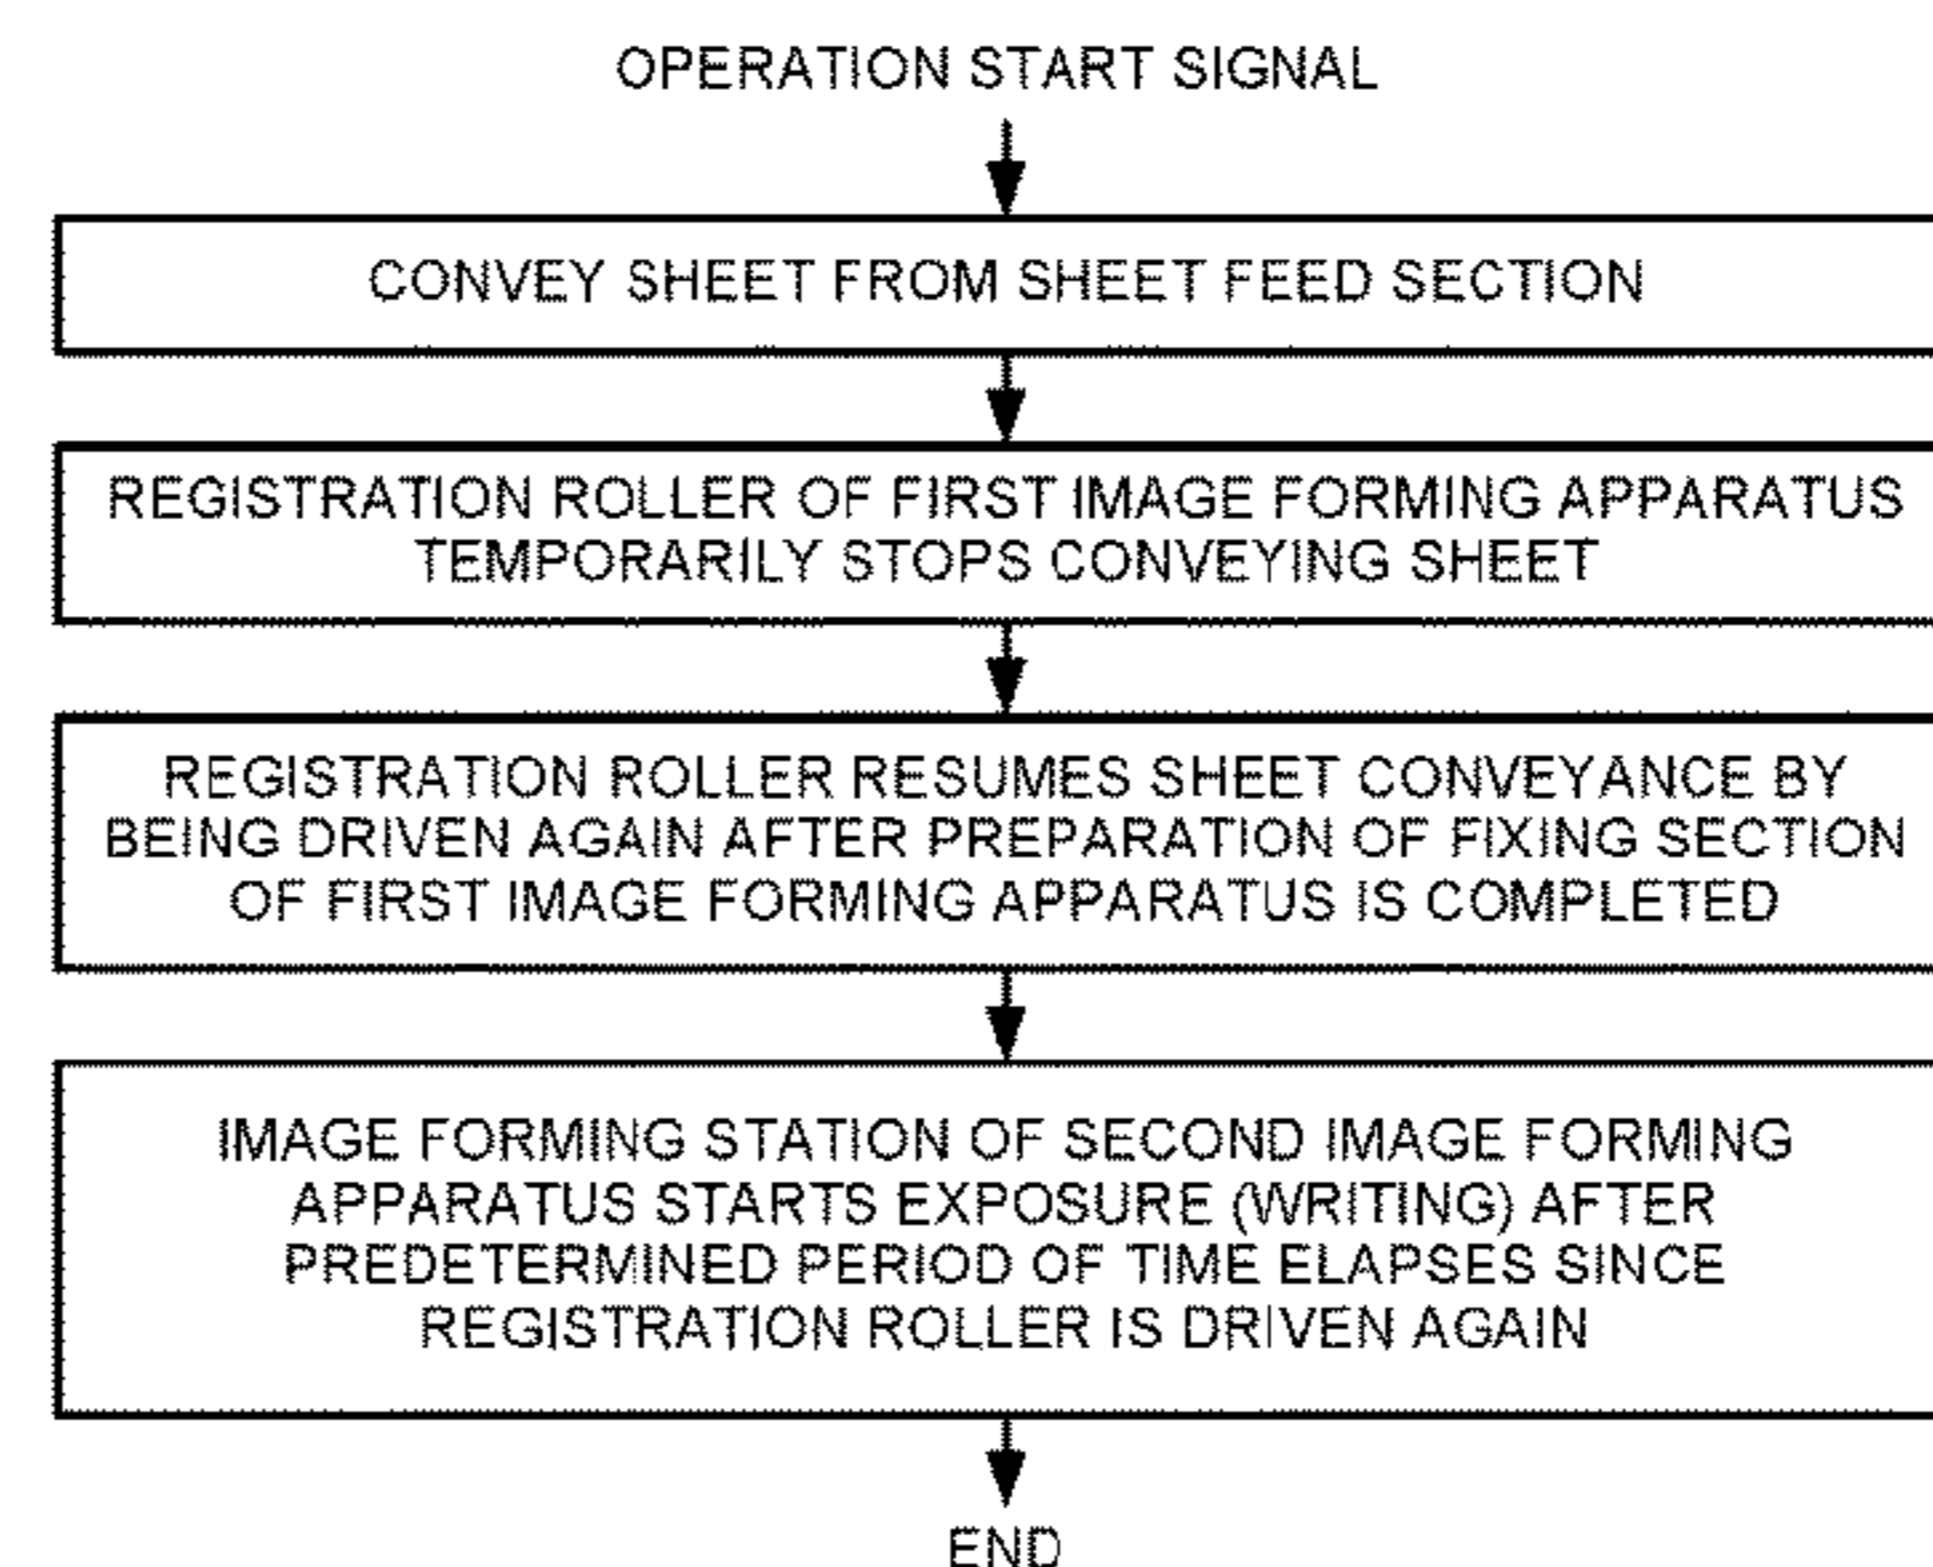 OPERATION START SIGNAL
CONVEY SHEET FROM SHEET FEED SECTION
REGISTRATION ROLLER OF FIRST IMAGE FORMING APPARATUS
TEMPORARILY STOPS CONVEYING SHEET
REGISTRATION ROLLER RESUMES SHEET CONVEYANCE BY
BEING DRIVEN AGAIN AFTER PREPARATION OF FIXING SECTION
OF FIRST IMAGE FORMING APPARATUS IS COMPLETED
IMAGE FORMING STATION OF SECOND IMAGE FORMING
APPARATUS STARTS EXPOSURE (WRITING) AFTER
PREDETERMINED PERIOD OF TIME ELAPSES SINCE
REGISTRATION ROLLER IS DRIVEN AGAIN
END